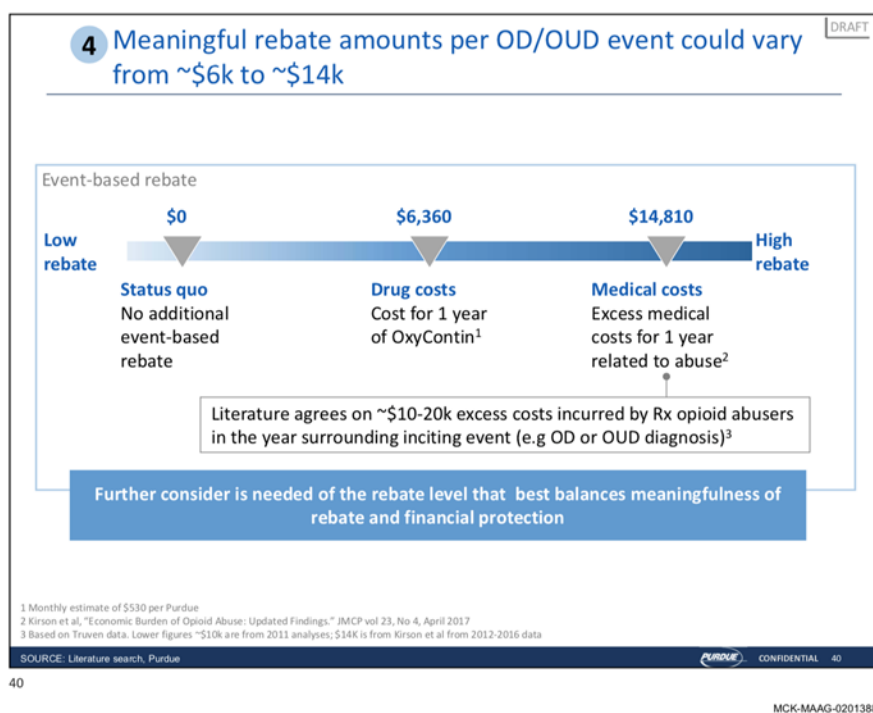 DRAFT
4 Meaningful rebate amounts per OD/OUD event could vary
from ~$6k to ~$14k
Event-based rebate
$0
$6,360
$14,810
Low
rebate
High
rebate
Status quo
No additional
event-based
rebate
Drug costs
Cost for 1 year
of OxyContin1
Medical costs
Excess medical
costs for 1 year
related to abuse2
Literature agrees on ~$10-20k excess costs incurred by Rx opioid abusers
in the year surrounding inciting event (e.g OD or OUD diagnosis)3
Further consider is needed of the rebate level that best balances meaningfulness of
rebate and financial protection
1 Monthly estimate of $530 per Purdue
2 Kirson et al, "Economic Burden of Opioid Abuse: Updated Findings." JMCP vol 23, No 4, April 2017
3 Based on Truven data. Lower figures ~$10k are from 2011 analyses; $14K is from Kirson et al from 2012-2016 data
SOURCE: Literature search, Purdue
PURDUE
CONFIDENTIAL 40
40